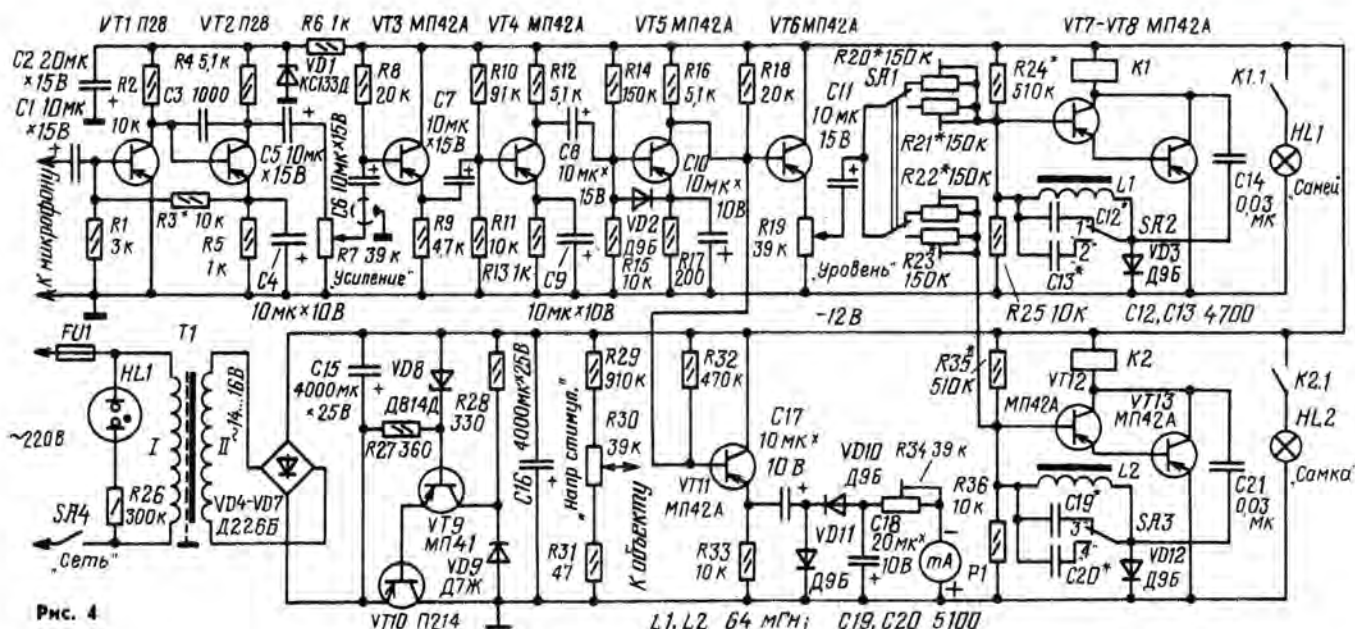 VT1 П28
VT2 П28
R6 1к
VT3 МП42А
VT4 МП42А
VT5 МП42А
VT6 МП42А
VT7-VT8 МП42А
C2 20мк
×15В
R2
10к
R4 5,1к
C3 1000
VD1
КС133Д
C1 10мк
×15В
C5 10мк
×15В
C6 10мк×15В
R8
20к
C7
10мк
×15В
R10
91к
R12
5,1к
C8
10мк×
15В
R14
150к
R16
5,1к
C10
10мк×
10В
R18
20к
C11
10мк
15В
R20*150к
SA1
R21*150к
R22*150к
R23
150к
R24*
510к
K1
K1.1
HL1
"Самец"
C14
0,03
мк
К микрофону
R1
3к
R3* 10к
R5
1к
C4
10мк×10В
R7 39к
"Усиление"
R9
4,7к
R11
10к
R13 1к
C9
10мк×10В
VD2
Д9Б
R15
10к
R17
200
R19
39к
"Уровень"
L1
C12*
1
2
C13*
SA2
VD3
Д9Б
R25 10к
C12, C13 4700
-12В
FU1
T1
HL1
~220В
I
II
~14...16В
R26
300к
SA4
"Сеть"
VD4-VD7
Д226Б
C15
4000мк
×25В
VD8
Д814Д
R27 360
R28
330
VT9
МП41
VD9
Д7Ж
VT10 П214
C16
4000мк×25В
R29
910к
"Напр стимул."
R30
39к
R31
47
К объекту
R32
470к
VT11
МП42А
C17
10мк×
10В
R33
10к
VD10
Д9Б
VD11
Д9Б
R34 39к
C18
20мк×
10В
mA
P1
R35*
510к
МП42А
VT12
K2
VT13
МП42А
K2.1
HL2
"Самка"
R36
10к
L2
C19*
3
4
C20*
SA3
VD12
Д9Б
C21
0,03
мк
Рис. 4
L1, L2 64 мГн; C19, C20 5100